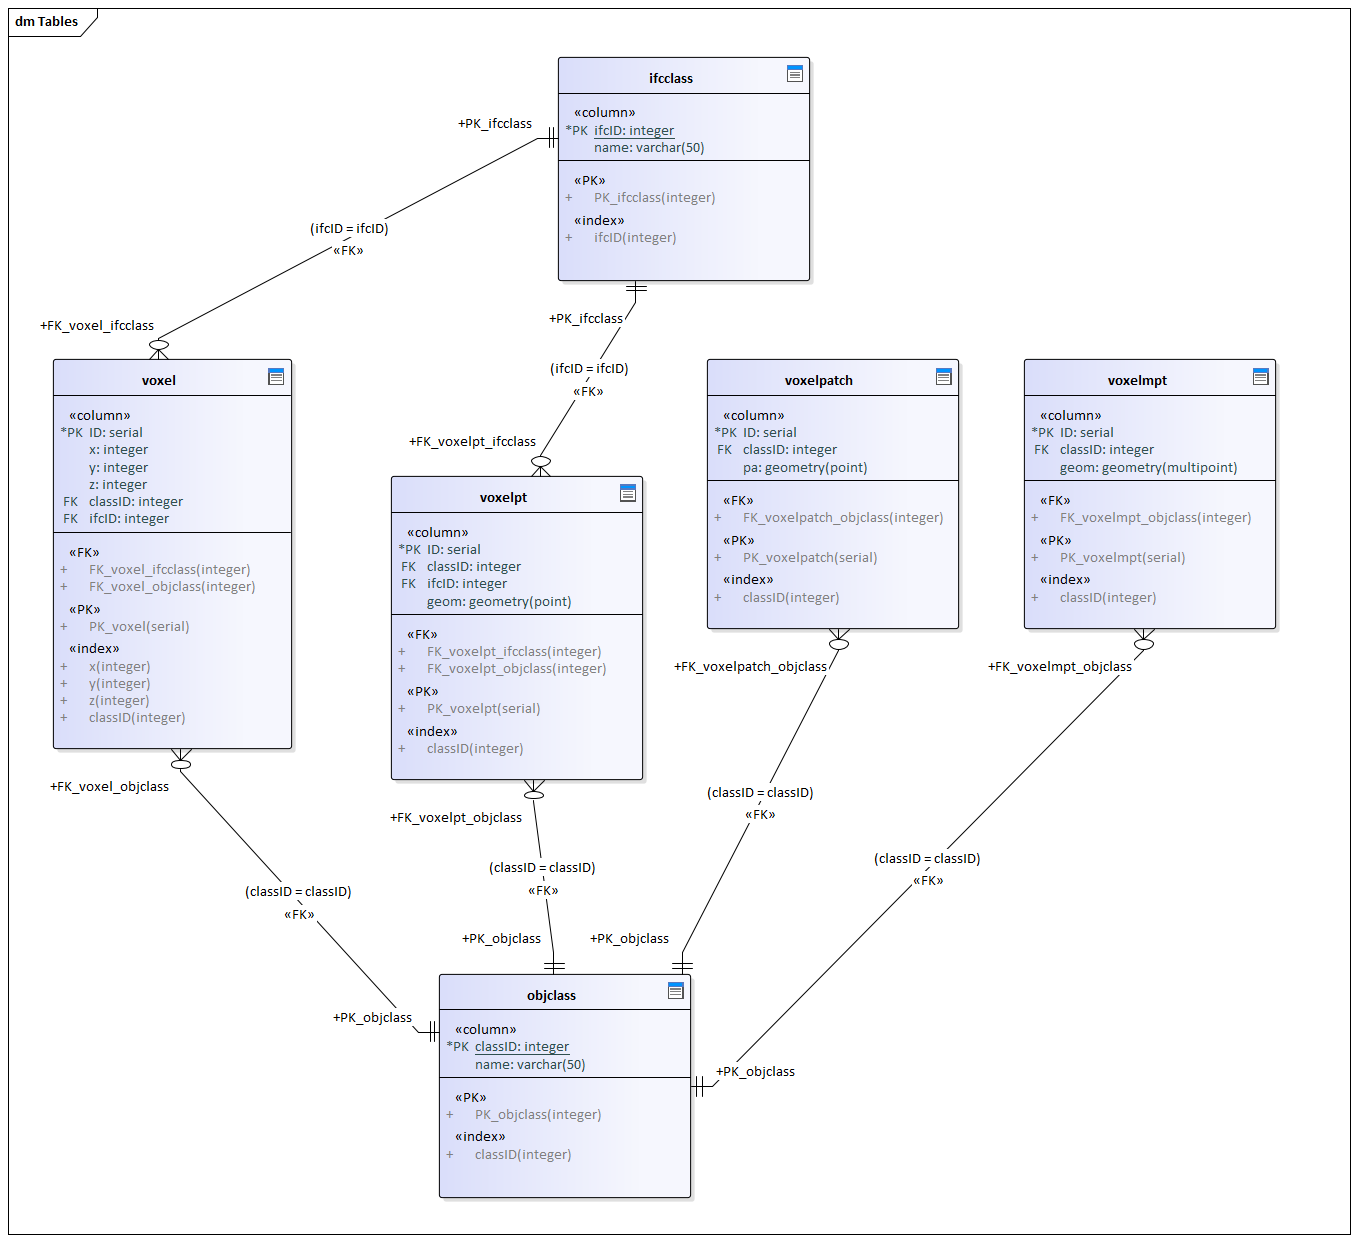 dm Tables
ifcclass
«column»
*PK ifcID: integer
name: varchar(50)
«PK»
+ PK_ifcclass(integer)
«index»
+ ifcID(integer)
+PK_ifcclass
(ifcID = ifcID)
«FK»
+FK_voxel_ifcclass
+PK_ifcclass
(ifcID = ifcID)
«FK»
+FK_voxelpt_ifcclass
voxel
«column»
*PK ID: serial
x: integer
y: integer
z: integer
FK classID: integer
FK ifcID: integer
«FK»
+ FK_voxel_ifcclass(integer)
+ FK_voxel_objclass(integer)
«PK»
+ PK_voxel(serial)
«index»
+ x(integer)
+ y(integer)
+ z(integer)
+ classID(integer)
voxelpt
«column»
*PK ID: serial
FK classID: integer
FK ifcID: integer
geom: geometry(point)
«FK»
+ FK_voxelpt_ifcclass(integer)
+ FK_voxelpt_objclass(integer)
«PK»
+ PK_voxelpt(serial)
«index»
+ classID(integer)
voxelpatch
«column»
*PK ID: serial
FK classID: integer
pa: geometry(point)
«FK»
+ FK_voxelpatch_objclass(integer)
«PK»
+ PK_voxelpatch(serial)
«index»
+ classID(integer)
voxelmpt
«column»
*PK ID: serial
FK classID: integer
geom: geometry(multipoint)
«FK»
+ FK_voxelmpt_objclass(integer)
«PK»
+ PK_voxelmpt(serial)
«index»
+ classID(integer)
+FK_voxel_objclass
(classID = classID)
«FK»
+PK_objclass
+FK_voxelpt_objclass
(classID = classID)
«FK»
+PK_objclass
+FK_voxelpatch_objclass
(classID = classID)
«FK»
+PK_objclass
+FK_voxelmpt_objclass
(classID = classID)
«FK»
+PK_objclass
objclass
«column»
*PK classID: integer
name: varchar(50)
«PK»
+ PK_objclass(integer)
«index»
+ classID(integer)